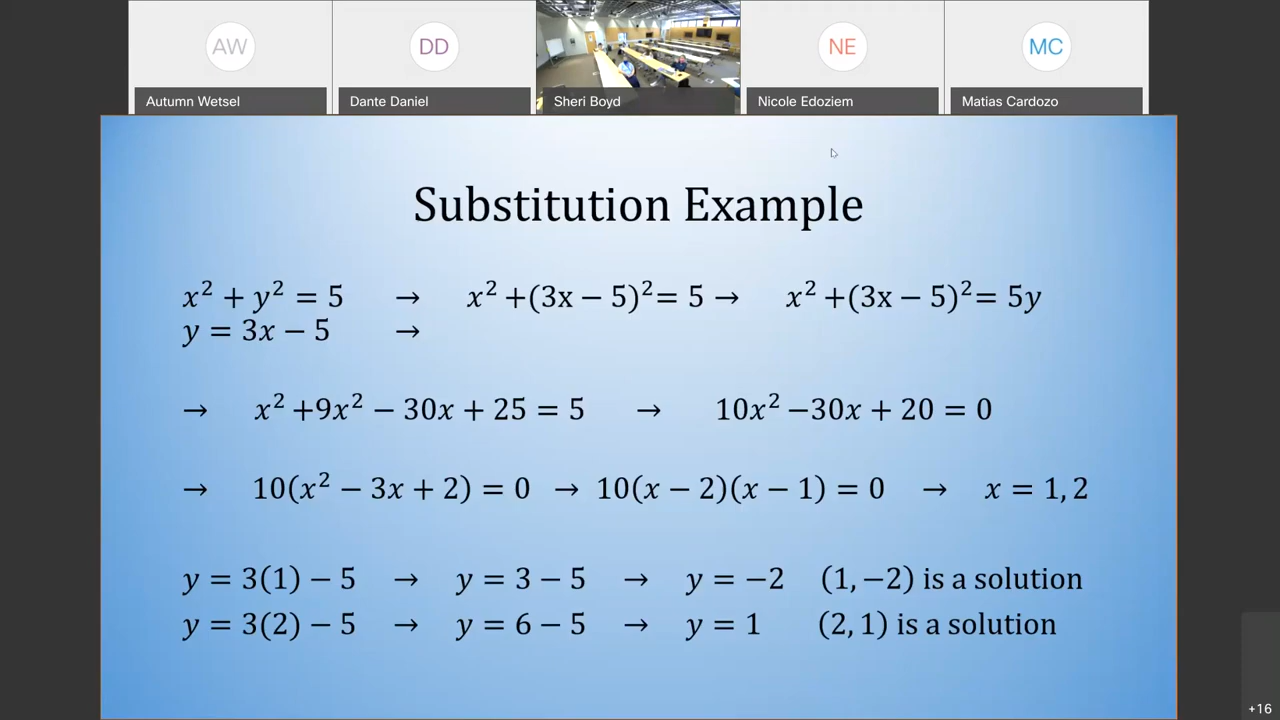 AW
DD
NE
MC
Autumn Wetsel
Dante Daniel
Sheri Boyd
Nicole Edoziem
Matias Cardozo
Substitution Example
x² + y² = 5 → x² +(3x − 5)²= 5 → x² +(3x − 5)²= 5y
y = 3x − 5 →
→ x² +9x² − 30x + 25 = 5 → 10x² −30x + 20 = 0
→ 10(x² − 3x + 2) = 0 → 10(x − 2)(x − 1) = 0 → x = 1, 2
y = 3(1) − 5 → y = 3 − 5 → y = −2 (1, −2) is a solution
y = 3(2) − 5 → y = 6 − 5 → y = 1 (2, 1) is a solution
+16